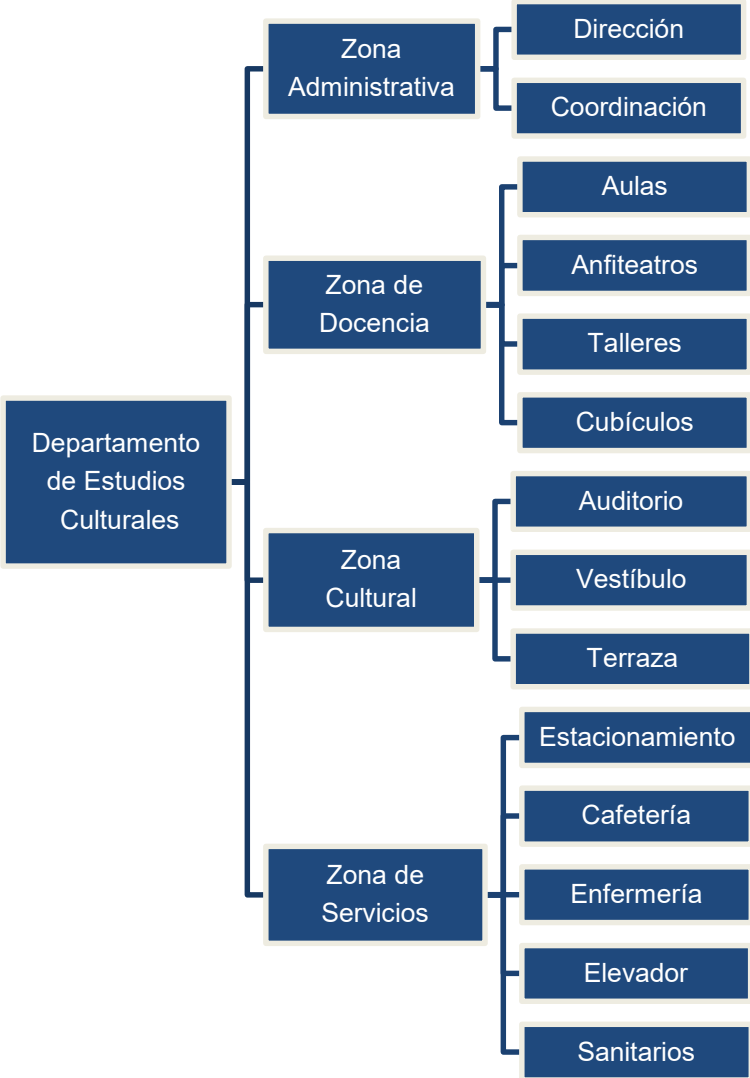 Departamento
de Estudios
Culturales
Zona
Administrativa
Dirección
Coordinación
Zona de
Docencia
Aulas
Anfiteatros
Talleres
Cubículos
Zona
Cultural
Auditorio
Vestíbulo
Terraza
Zona de
Servicios
Estacionamiento
Cafetería
Enfermería
Elevador
Sanitarios